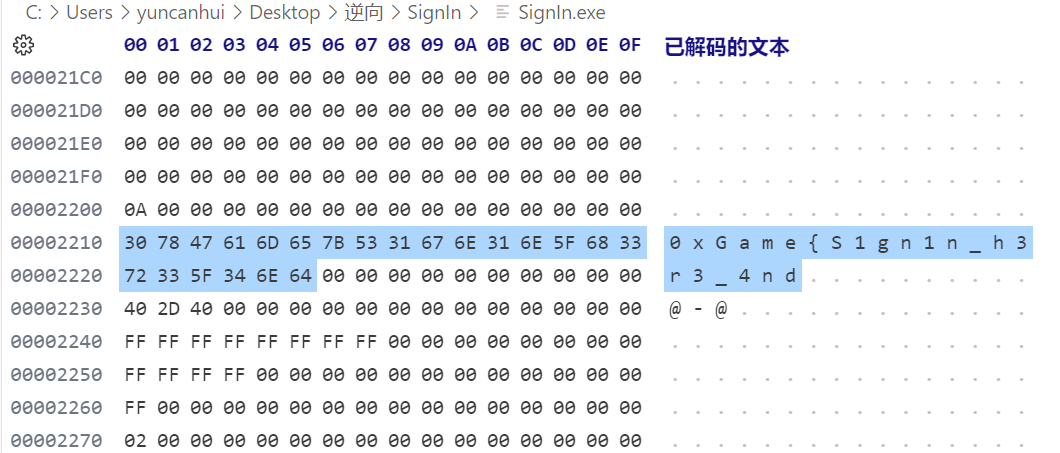 C: > Users > yuncanhui > Desktop > 逆向 > SignIn > SignIn.exe
00 01 02 03 04 05 06 07 08 09 0A 0B 0C 0D 0E 0F 已解码的文本
000021C0 00 00 00 00 00 00 00 00 00 00 00 00 00 00 00 00 . . . . . . . . . . . . . . . .
000021D0 00 00 00 00 00 00 00 00 00 00 00 00 00 00 00 00 . . . . . . . . . . . . . . . .
000021E0 00 00 00 00 00 00 00 00 00 00 00 00 00 00 00 00 . . . . . . . . . . . . . . . .
000021F0 00 00 00 00 00 00 00 00 00 00 00 00 00 00 00 00 . . . . . . . . . . . . . . . .
00002200 0A 00 00 00 00 00 00 00 00 00 00 00 00 00 00 00 . . . . . . . . . . . . . . . .
00002210 30 78 47 61 6D 65 7B 53 31 67 6E 31 6E 5F 68 33 0 x G a m e { S 1 g n 1 n _ h 3
00002220 72 33 5F 34 6E 64 00 00 00 00 00 00 00 00 00 00 r 3 _ 4 n d . . . . . . . . . .
00002230 40 2D 40 00 00 00 00 00 00 00 00 00 00 00 00 00 @ - @ . . . . . . . . . . . . .
00002240 FF FF FF FF FF FF FF FF 00 00 00 00 00 00 00 00 . . . . . . . . . . . . . . . .
00002250 FF FF FF FF 00 00 00 00 00 00 00 00 00 00 00 00 . . . . . . . . . . . . . . . .
00002260 FF 00 00 00 00 00 00 00 00 00 00 00 00 00 00 00 . . . . . . . . . . . . . . . .
00002270 02 00 00 00 00 00 00 00 00 00 00 00 00 00 00 00 . . . . . . . . . . . . . . . .